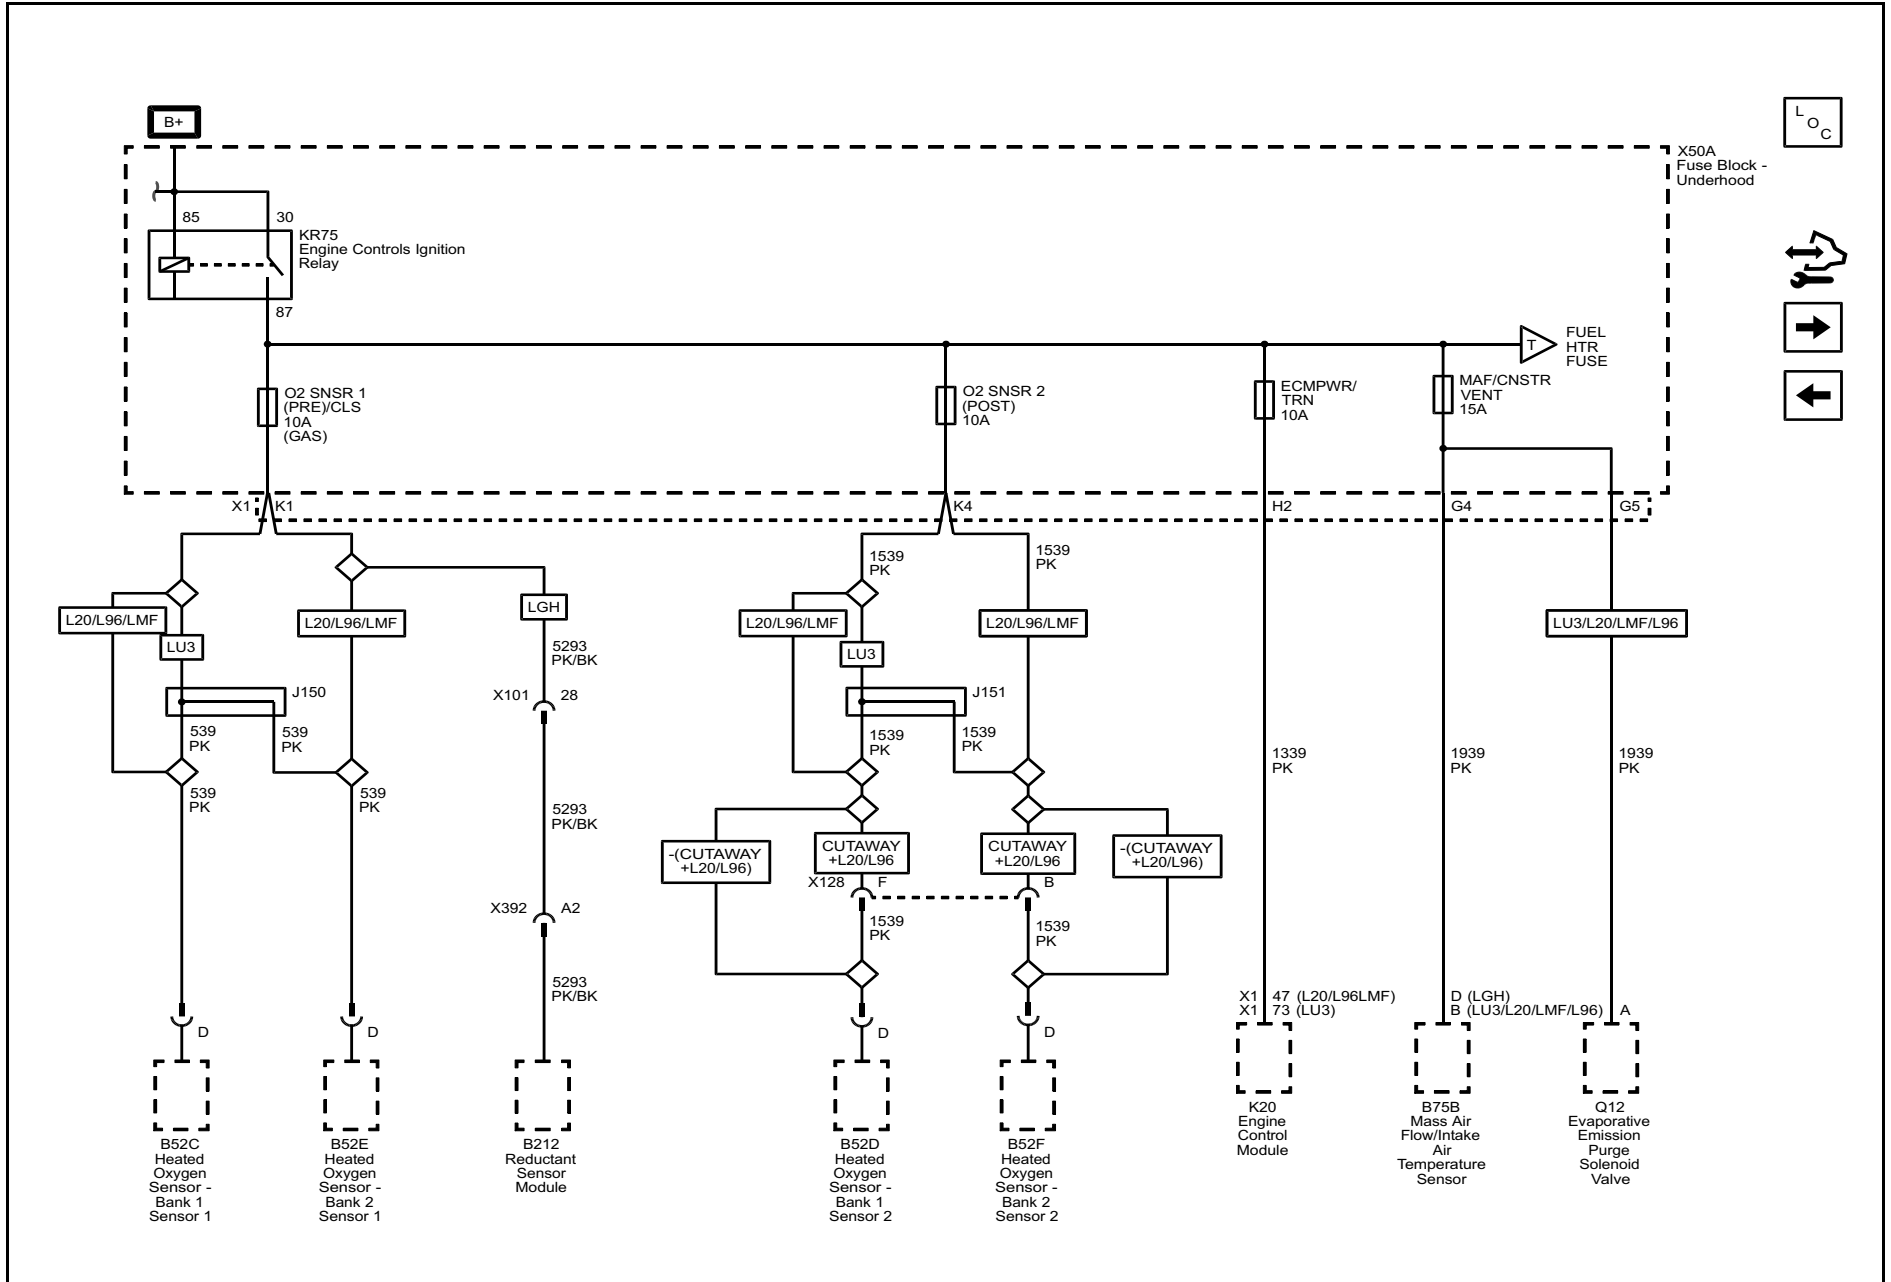 B+
L
O
C
X50A
Fuse Block -
Underhood
85
30
KR75
Engine Controls Ignition
Relay
87
T
FUEL
HTR
FUSE
O2 SNSR 1
(PRE)/CLS
10A
(GAS)
O2 SNSR 2
(POST)
10A
ECMPWR/
TRN
10A
MAF/CNSTR
VENT
15A
X1
K1
K4
H2
G4
G5
1539
PK
1539
PK
L20/L96/LMF
LU3
L20/L96/LMF
LGH
L20/L96/LMF
LU3
L20/L96/LMF
LU3/L20/LMF/L96
5293
PK/BK
X101
28
J150
J151
539
PK
539
PK
1539
PK
1539
PK
1339
PK
1939
PK
1939
PK
539
PK
539
PK
5293
PK/BK
-(CUTAWAY
+L20/L96)
CUTAWAY
+L20/L96
CUTAWAY
+L20/L96
-(CUTAWAY
+L20/L96)
X128
F
B
X392
A2
1539
PK
1539
PK
5293
PK/BK
X1 47 (L20/L96LMF)
X1 73 (LU3)
D (LGH)
B (LU3/L20/LMF/L96)
A
D
D
D
D
B52C
Heated
Oxygen
Sensor -
Bank 1
Sensor 1
B52E
Heated
Oxygen
Sensor -
Bank 2
Sensor 1
B212
Reductant
Sensor
Module
B52D
Heated
Oxygen
Sensor -
Bank 1
Sensor 2
B52F
Heated
Oxygen
Sensor -
Bank 2
Sensor 2
K20
Engine
Control
Module
B75B
Mass Air
Flow/Intake
Air
Temperature
Sensor
Q12
Evaporative
Emission
Purge
Solenoid
Valve